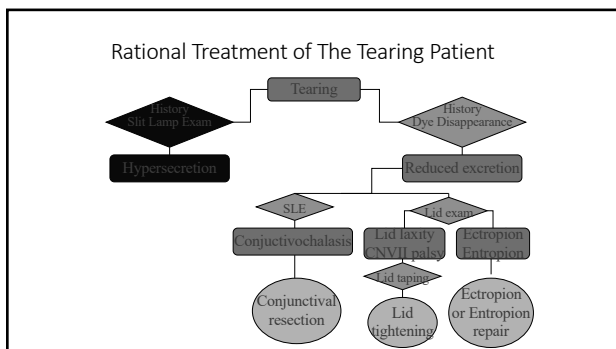 Rational Treatment of The Tearing Patient
Tearing
History
Slit Lamp Exam
History
Dye Disappearance
Hypersecretion
Reduced excretion
SLE
Lid exam
Conjuctivochalasis
Lid laxity
CNVII palsy
Ectropion
Entropion
Lid taping
Conjunctival
resection
Lid
tightening
Ectropion
or Entropion
repair